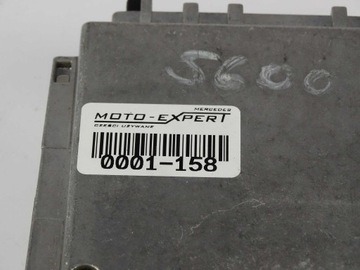 S600
MERCEDES
MOTO-EXPERT
CZĘŚCI UŻYWANE
0001-158